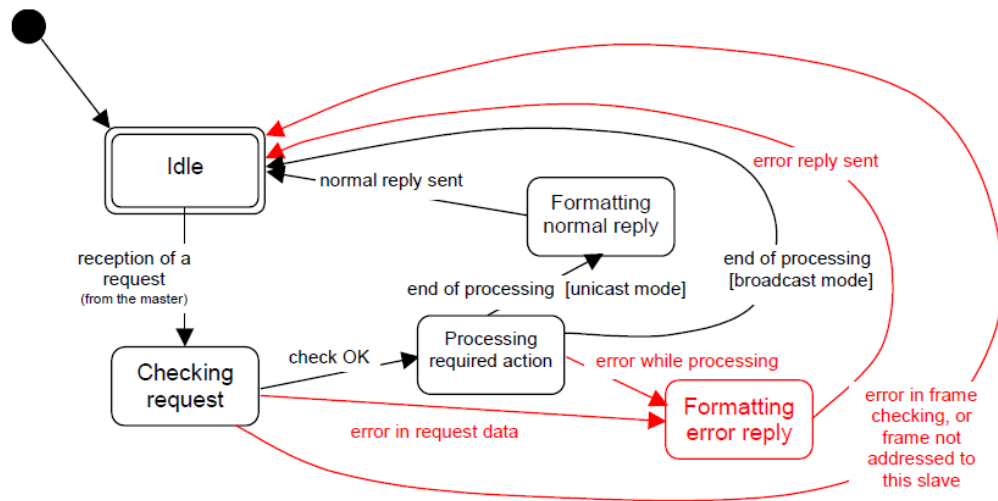 Idle
error reply sent
normal reply sent
Formatting
normal reply
reception of a
request
(from the master)
end of processing
[broadcast mode]
end of processing [unicast mode]
Processing
required action
check OK
error while processing
Checking
request
Formatting
error reply
error in request data
error in frame
checking, or
frame not
addressed to
this slave